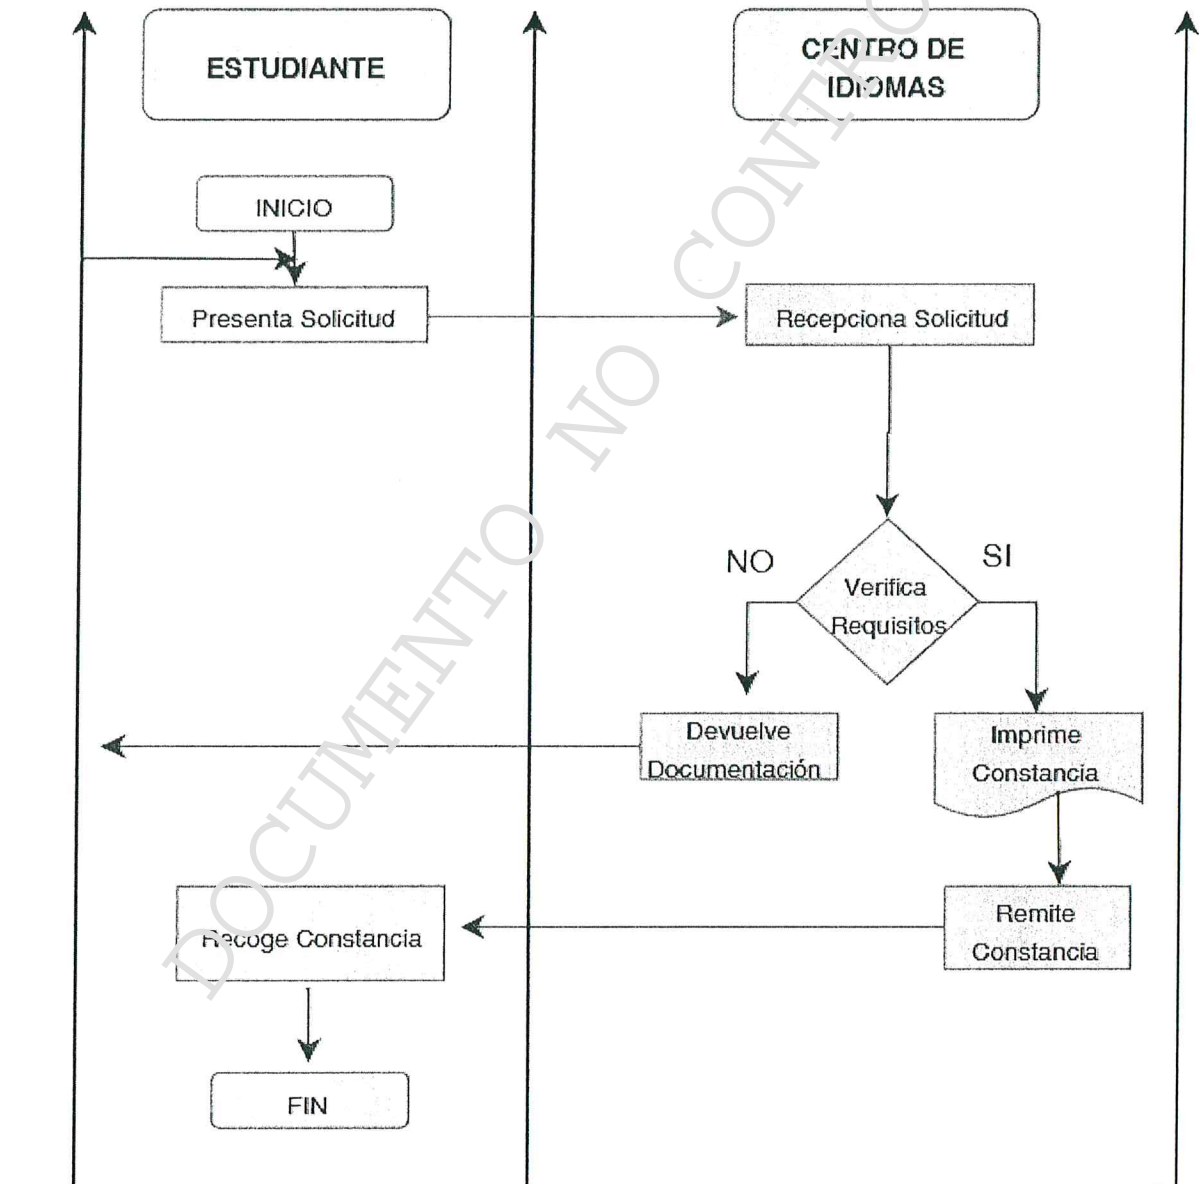 ESTUDIANTE
CENTRO DE
IDIOMAS
INICIO
Presenta Solicitud
Recepciona Solicitud
NO
SI
Verifica
Requisitos
Devuelve
Documentación
Imprime
Constancia
Recoge Constancia
Remite
Constancia
FIN
DOCUMENTO NO CONTRO